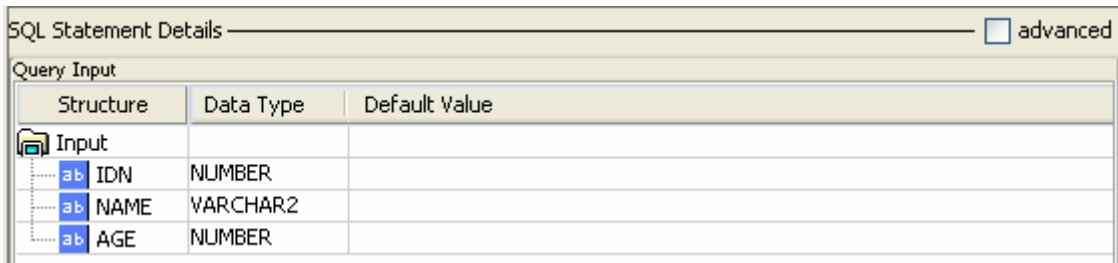 SQL Statement Details advanced
Query Input
Structure Data Type Default Value
Input
ab IDN NUMBER
ab NAME VARCHAR2
ab AGE NUMBER